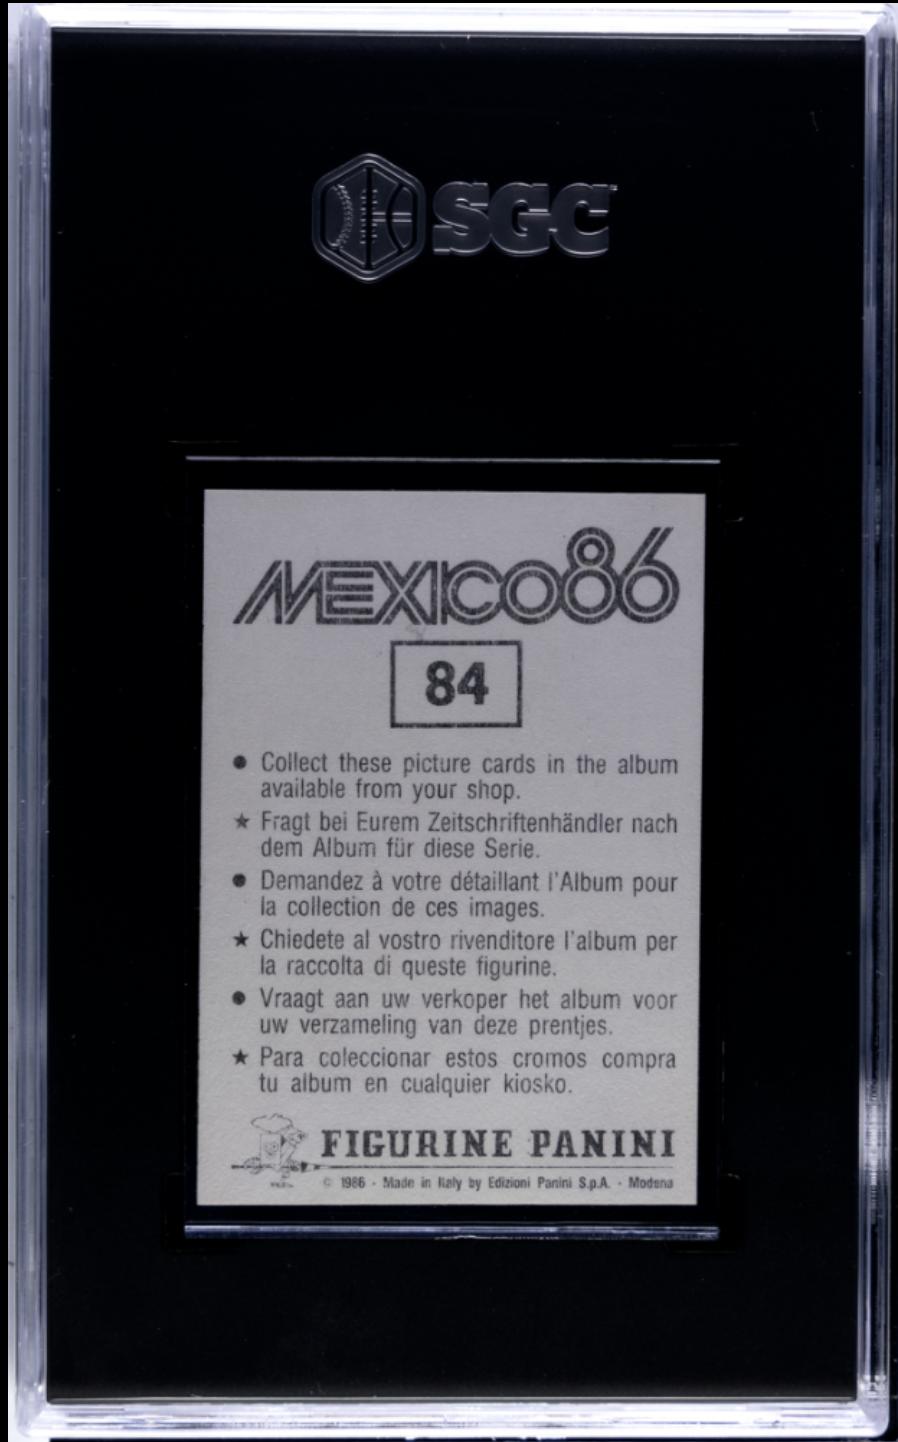 SGC
MEXICO86
84
● Collect these picture cards in the album
available from your shop.
★ Fragt bei Eurem Zeitschriftenhändler nach
dem Album für diese Serie.
● Demandez à votre détaillant l'Album pour
la collection de ces images.
★ Chiedete al vostro rivenditore l'album per
la raccolta di queste figurine.
● Vraagt aan uw verkoper het album voor
uw verzameling van deze prentjes.
★ Para coleccionar estos cromos compra
tu album en cualquier kiosko.
FIGURINE PANINI
© 1986 - Made in Italy by Edizioni Panini S.p.A. - Modena